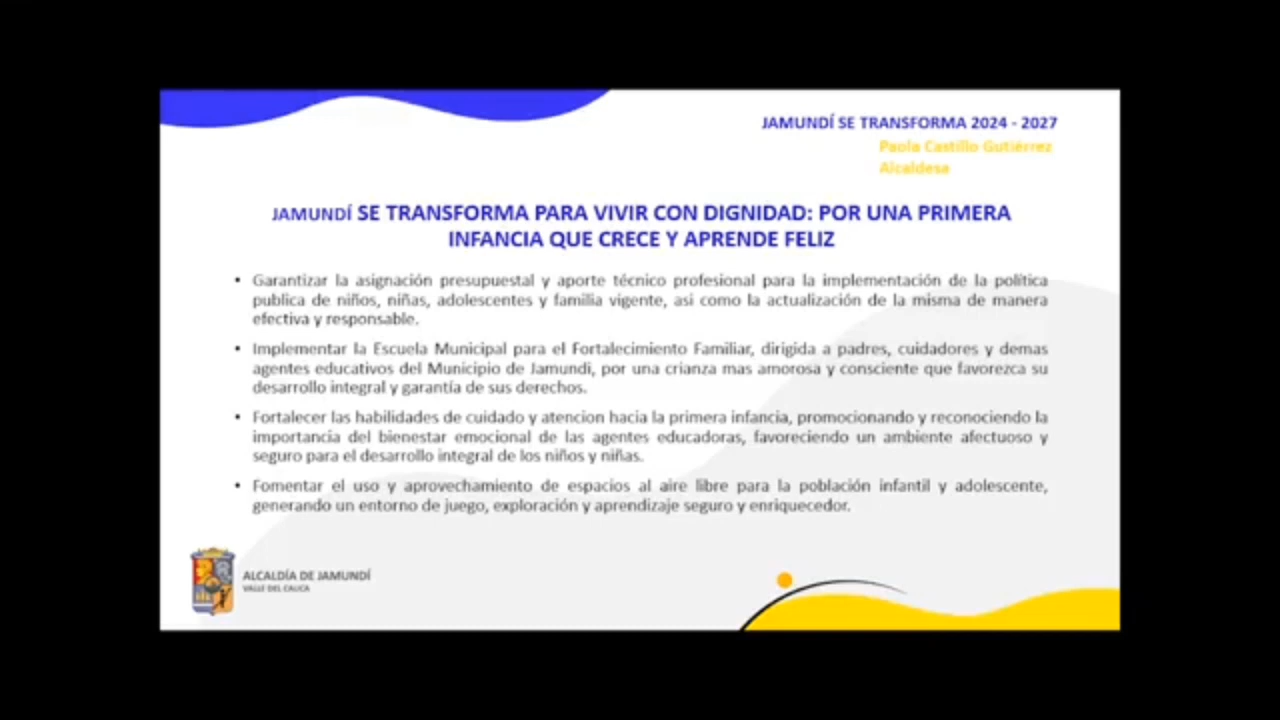 JAMUNDÍ SE TRANSFORMA 2024 - 2027
Paola Castillo Gutiérrez
Alcaldesa
JAMUNDÍ SE TRANSFORMA PARA VIVIR CON DIGNIDAD: POR UNA PRIMERA
INFANCIA QUE CRECE Y APRENDE FELIZ
• Garantizar la asignación presupuestal y aporte técnico profesional para la implementación de la política
publica de niños, niñas, adolescentes y familia vigente, asi como la actualización de la misma de manera
efectiva y responsable.
• Implementar la Escuela Municipal para el Fortalecimiento Familiar, dirigida a padres, cuidadores y demas
agentes educativos del Municipio de Jamundi, por una crianza mas amorosa y consciente que favorezca su
desarrollo integral y garantía de sus derechos.
• Fortalecer las habilidades de cuidado y atencion hacia la primera infancia, promocionando y reconociendo la
importancia del bienestar emocional de las agentes educadoras, favoreciendo un ambiente afectuoso y
seguro para el desarrollo integral de los niños y niñas.
• Fomentar el uso y aprovechamiento de espacios al aire libre para la población infantil y adolescente,
generando un entorno de juego, exploración y aprendizaje seguro y enriquecedor.
ALCALDÍA DE JAMUNDÍ
VALLE DEL CAUCA